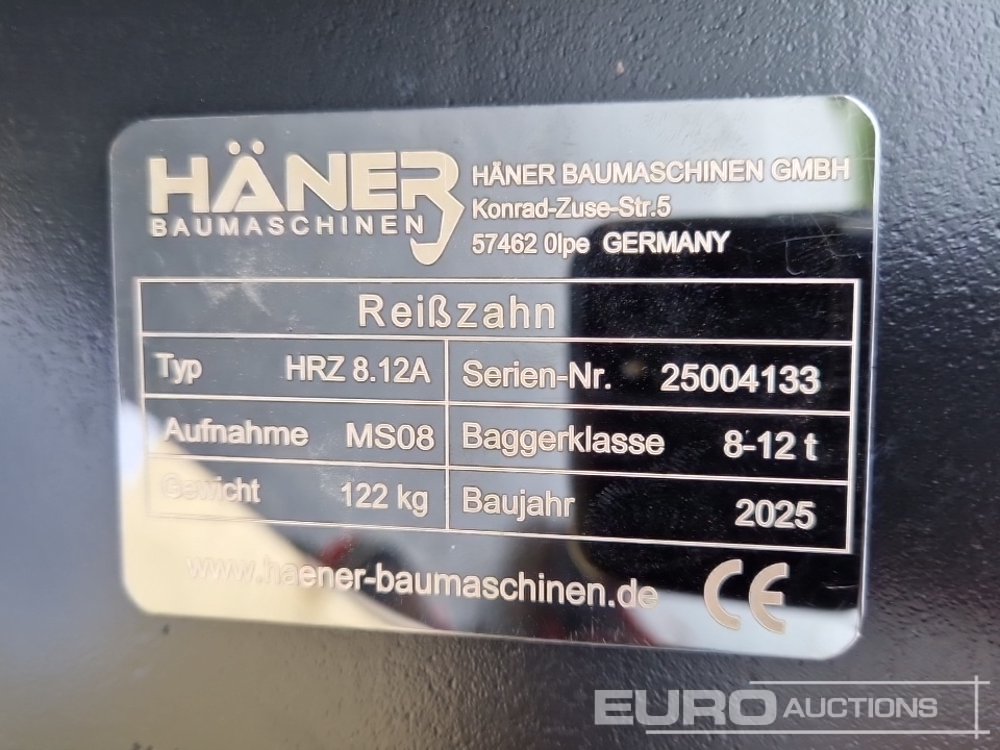 HÄNER
BAUMASCHINEN
HÄNER BAUMASCHINEN GMBH
Konrad-Zuse-Str.5
57462 Olpe GERMANY
Reißzahn
Typ HRZ 8.12A Serien-Nr. 25004133
Aufnahme MS08 Baggerklasse 8-12 t
Gewicht 122 kg Baujahr 2025
www.haener-baumaschinen.de CE
EURO AUCTIONS